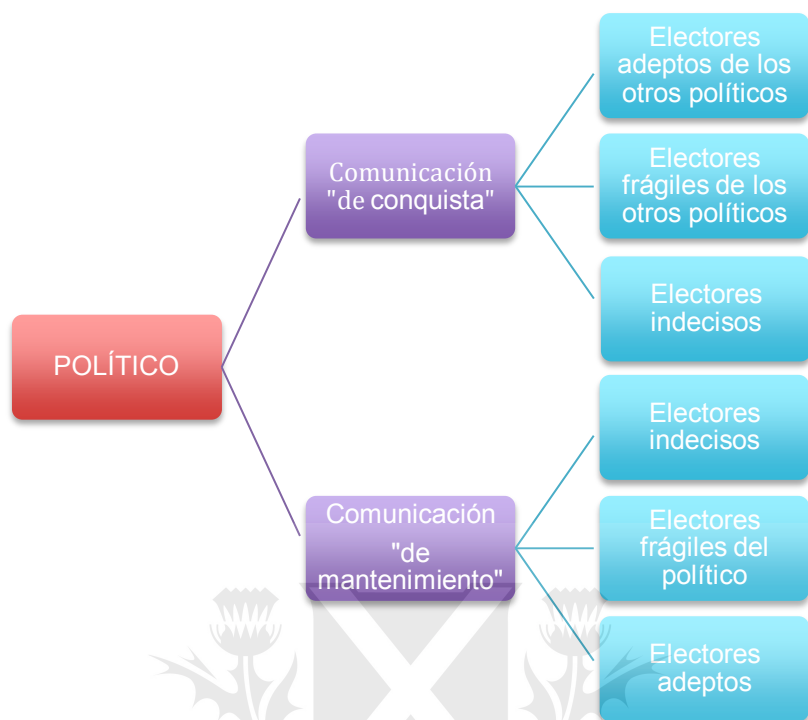 POLÍTICO
Comunicación
"de conquista"
Electores
adeptos de los
otros políticos
Electores
frágiles de los
otros políticos
Electores
indecisos
Comunicación
"de
mantenimiento"
Electores
indecisos
Electores
frágiles del
político
Electores
adeptos